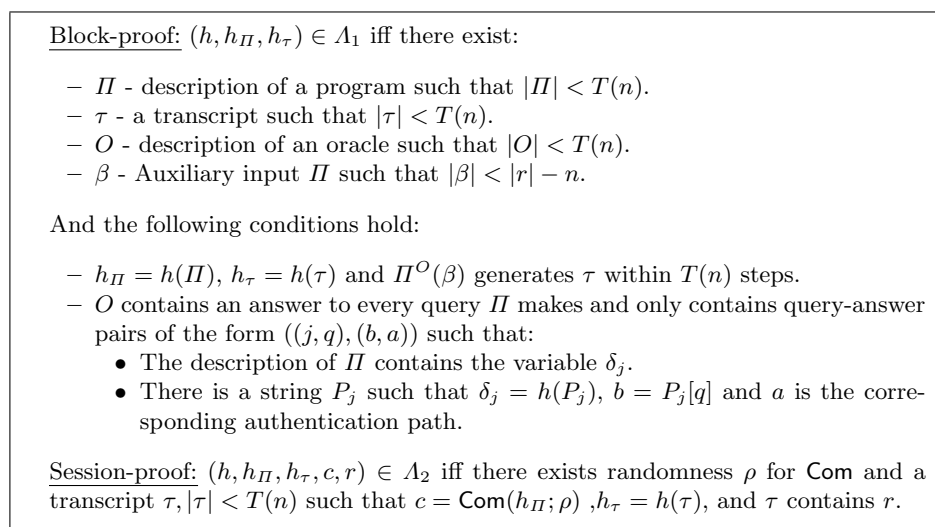 Block-proof: (h, h_Π, h_τ) ∈ Λ_1 iff there exist:
– Π - description of a program such that |Π| < T(n).
– τ - a transcript such that |τ| < T(n).
– O - description of an oracle such that |O| < T(n).
– β - Auxiliary input Π such that |β| < |r| − n.
And the following conditions hold:
– h_Π = h(Π), h_τ = h(τ) and Π^O(β) generates τ within T(n) steps.
– O contains an answer to every query Π makes and only contains query-answer
pairs of the form ((j, q), (b, a)) such that:
• The description of Π contains the variable δ_j.
• There is a string P_j such that δ_j = h(P_j), b = P_j[q] and a is the corre-
sponding authentication path.
Session-proof: (h, h_Π, h_τ, c, r) ∈ Λ_2 iff there exists randomness ρ for Com and a
transcript τ, |τ| < T(n) such that c = Com(h_Π; ρ) ,h_τ = h(τ), and τ contains r.